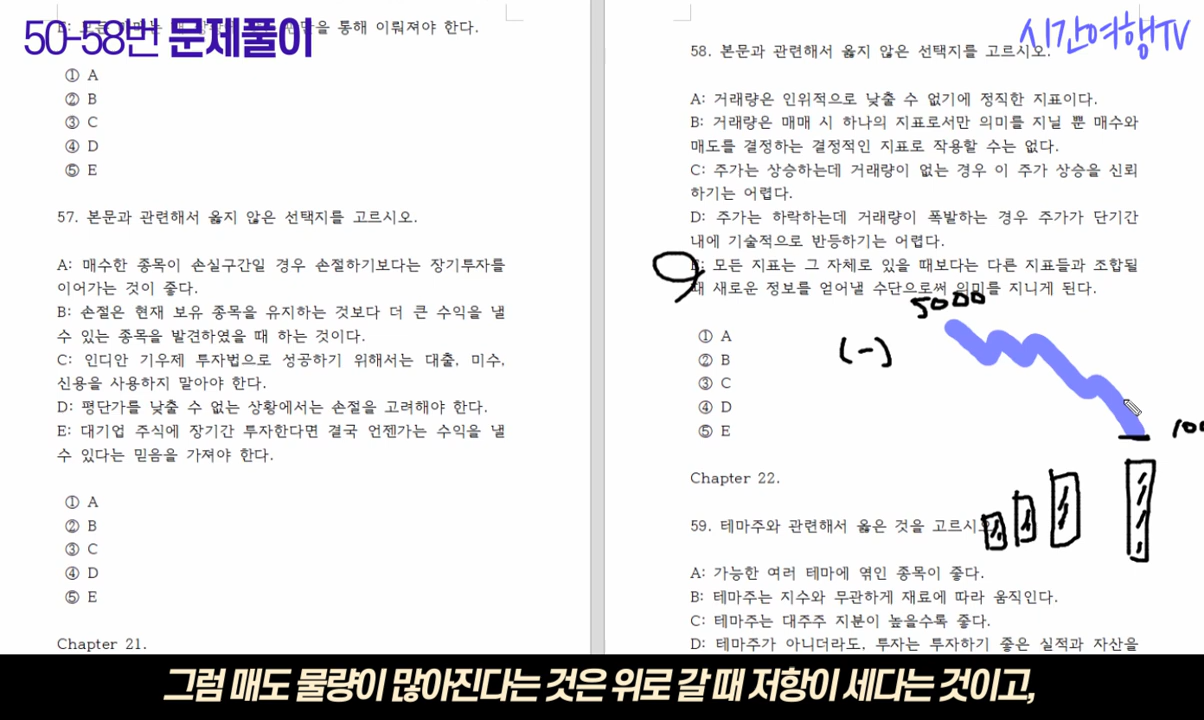 50-58번 문제풀이
통해 이뤄져야 한다.
① A
② B
③ C
④ D
⑤ E
57. 본문과 관련해서 옳지 않은 선택지를 고르시오.
A: 매수한 종목이 손실구간일 경우 손절하기보다는 장기투자를
이어가는 것이 좋다.
B: 손절은 현재 보유 종목을 유지하는 것보다 더 큰 수익을 낼
수 있는 종목을 발견하였을 때 하는 것이다.
C: 인디안 기우제 투자법으로 성공하기 위해서는 대출, 미수,
신용을 사용하지 말아야 한다.
D: 평단가를 낮출 수 없는 상황에서는 손절을 고려해야 한다.
E: 대기업 주식에 장기간 투자한다면 결국 언젠가는 수익을 낼
수 있다는 믿음을 가져야 한다.
① A
② B
③ C
④ D
⑤ E
Chapter 21.
시간여행TV
58. 본문과 관련해서 옳지 않은 선택지를 고르시오.
A: 거래량은 인위적으로 낮출 수 없기에 정직한 지표이다.
B: 거래량은 매매 시 하나의 지표로서만 의미를 지닐 뿐 매수와
매도를 결정하는 결정적인 지표로 작용할 수는 없다.
C: 주가는 상승하는데 거래량이 없는 경우 이 주가 상승을 신뢰
하기는 어렵다.
D: 주가는 하락하는데 거래량이 폭발하는 경우 주가가 단기간
내에 기술적으로 반등하기는 어렵다.
E: 모든 지표는 그 자체로 있을 때보다는 다른 지표들과 조합될
때 새로운 정보를 얻어낼 수단으로써 의미를 지니게 된다.
5000
① A
(-)
② B
③ C
④ D
⑤ E
100
Chapter 22.
59. 테마주와 관련해서 옳은 것을 고르시오.
A: 가능한 여러 테마에 엮인 종목이 좋다.
B: 테마주는 지수와 무관하게 재료에 따라 움직인다.
C: 테마주는 대주주 지분이 높을수록 좋다.
D: 테마주가 아니더라도, 투자는 투자하기 좋은 실적과 자산을
그럼 매도 물량이 많아진다는 것은 위로 갈 때 저항이 세다는 것이고,